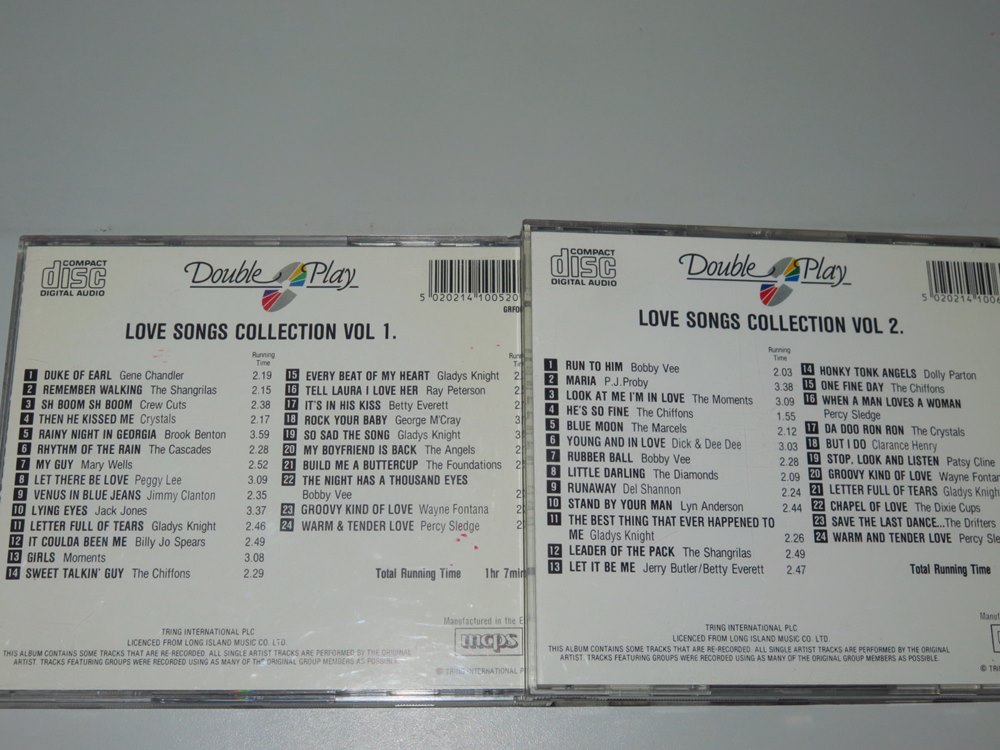 COMPACT
disc
DIGITAL AUDIO
Double Play
5 020214 100520
GRF
LOVE SONGS COLLECTION VOL 1.
Running
Time
1 DUKE OF EARL Gene Chandler 2.19
2 REMEMBER WALKING The Shangrilas 2.15
3 SH BOOM SH BOOM Crew Cuts 2.38
4 THEN HE KISSED ME Crystals 2.17
5 RAINY NIGHT IN GEORGIA Brook Benton 3.59
6 RHYTHM OF THE RAIN The Cascades 2.28
7 MY GUY Mary Wells 2.52
8 LET THERE BE LOVE Peggy Lee 3.09
9 VENUS IN BLUE JEANS Jimmy Clanton 2.35
10 LYING EYES Jack Jones 3.37
11 LETTER FULL OF TEARS Gladys Knight 2.46
12 IT COULDA BEEN ME Billy Jo Spears 2.49
13 GIRLS Moments 3.08
14 SWEET TALKIN' GUY The Chiffons 2.29
Time
15 EVERY BEAT OF MY HEART Gladys Knight
16 TELL LAURA I LOVE HER Ray Peterson
17 IT'S IN HIS KISS Betty Everett
18 ROCK YOUR BABY George M'Cray
19 SO SAD THE SONG Gladys Knight
20 MY BOYFRIEND IS BACK The Angels
21 BUILD ME A BUTTERCUP The Foundations
22 THE NIGHT HAS A THOUSAND EYES
Bobby Vee
23 GROOVY KIND OF LOVE Wayne Fontana
24 WARM & TENDER LOVE Percy Sledge
Total Running Time 1hr 7min
Manufactured in the E
mcps
TRING INTERNATIONAL PLC
LICENCED FROM LONG ISLAND MUSIC CO. LTD.
THIS ALBUM CONTAINS SOME TRACKS THAT ARE RE-RECORDED. ALL SINGLE ARTIST TRACKS ARE PERFORMED BY THE ORIGINAL
ARTIST. TRACKS FEATURING GROUPS WERE RECORDED USING AS MANY OF THE ORIGINAL GROUP MEMBERS AS POSSIBLE.
© TRING INTERNATIONAL P
COMPACT
disc
DIGITAL AUDIO
Double Play
5 020214 100
LOVE SONGS COLLECTION VOL 2.
Running
Time
1 RUN TO HIM Bobby Vee 2.03
2 MARIA P.J.Proby 3.38
3 LOOK AT ME I'M IN LOVE The Moments 3.09
4 HE'S SO FINE The Chiffons 1.55
5 BLUE MOON The Marcels 2.12
6 YOUNG AND IN LOVE Dick & Dee Dee 3.03
7 RUBBER BALL Bobby Vee 2.28
8 LITTLE DARLING The Diamonds 2.09
9 RUNAWAY Del Shannon 2.24
10 STAND BY YOUR MAN Lyn Anderson 2.44
11 THE BEST THING THAT EVER HAPPENED TO
ME Gladys Knight 2.26
12 LEADER OF THE PACK The Shangrilas 2.49
13 LET IT BE ME Jerry Butler/Betty Everett 2.47
14 HONKY TONK ANGELS Dolly Parton
15 ONE FINE DAY The Chiffons
16 WHEN A MAN LOVES A WOMAN
Percy Sledge
17 DA DOO RON RON The Crystals
18 BUT I DO Clarance Henry
19 STOP, LOOK AND LISTEN Patsy Cline
20 GROOVY KIND OF LOVE Wayne Fontan
21 LETTER FULL OF TEARS Gladys Knigh
22 CHAPEL OF LOVE The Dixie Cups
23 SAVE THE LAST DANCE...The Drifters
24 WARM AND TENDER LOVE Percy Sle
Total Running Time
TRING INTERNATIONAL PLC
LICENCED FROM LONG ISLAND MUSIC CO. LTD.
THIS ALBUM CONTAINS SOME TRACKS THAT ARE RE-RECORDED. ALL SINGLE ARTIST TRACKS ARE PERFORMED BY THE ORIGINAL
ARTIST. TRACKS FEATURING GROUPS WERE RECORDED USING AS MANY OF THE ORIGINAL GROUP MEMBERS AS POSSIBLE.
Manufa
© TRI